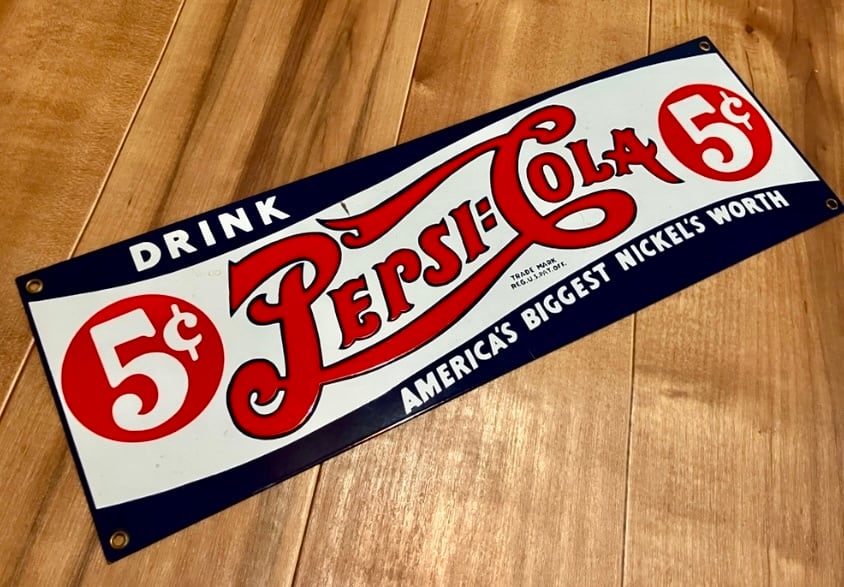 DRINK
5¢
PEPSI=COLA
5¢
TRADE MARK
REG. U.S. PAT. OFF.
AMERICA'S BIGGEST NICKEL'S WORTH